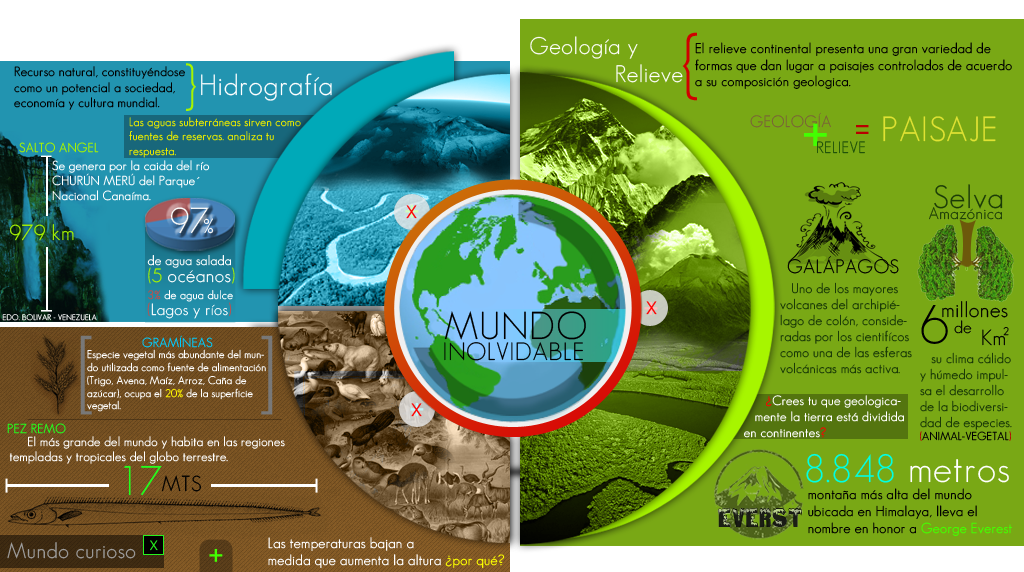 Recurso natural, constituyéndose
como un potencial a sociedad,
economía y cultura mundial.
Hidrografía
Las aguas subterráneas sirven como
fuentes de reservas. analiza tu
respuesta.
SALTO ANGEL
Se genera por la caida del río
CHURÚN MERÚ del Parque´
Nacional Canaíma.
979 km
EDO. BOLIVAR - VENEZUELA
97%
de agua salada
(5 océanos)
de agua dulce
(Lagos y ríos)
GRAMÍNEAS
Especie vegetal más abundante del mun-
do utilizada como fuente de alimentación
(Trigo, Avena, Maíz, Arroz, Caña de
azúcar), ocupa el 20% de la superficie
vegetal.
PEZ REMO
El más grande del mundo y habita en las regiones
templadas y tropicales del globo terrestre.
17 MTS
Mundo curioso X
+
Las temperaturas bajan a
medida que aumenta la altura ¿por qué?
X
X
X
MUNDO
INOLVIDABLE
Geología y
Relieve
El relieve continental presenta una gran variedad de
formas que dan lugar a paisajes controlados de acuerdo
a su composición geologica.
GEOLOGÍA
+
RELIEVE
= PAISAJE
GALÁPAGOS
Uno de los mayores
volcanes del archipié-
lago de colón, conside-
radas por los científicos
como una de las esferas
volcánicas más activa.
Selva
Amazónica
6 millones
de Km²
su clima cálido
y húmedo impul-
sa el desarrollo
de la biodiversi-
dad de especies.
(ANIMAL-VEGETAL)
¿Crees tu que geologica-
mente la tierra está dividida
en continentes?
EVERST
8.848 metros
montaña más alta del mundo
ubicada en Himalaya, lleva el
nombre en honor a George Everest